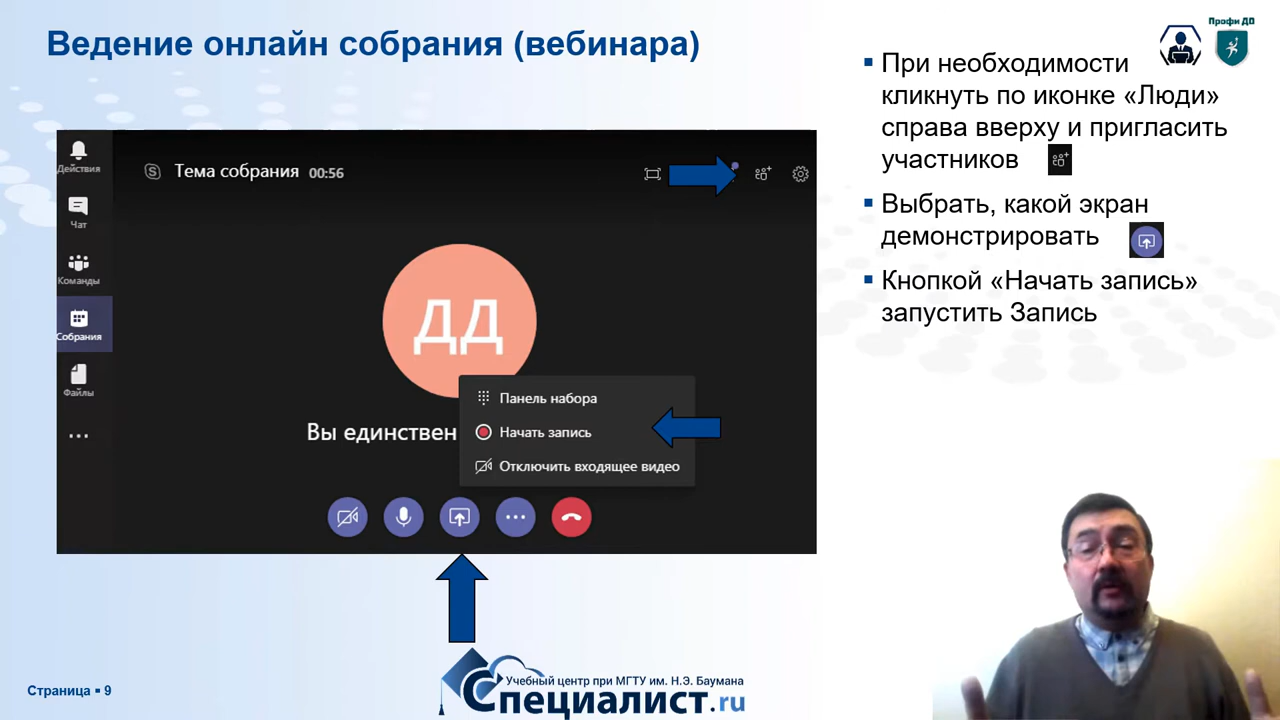 Ведение онлайн собрания (вебинара)
Профи ДО
При необходимости
кликнуть по иконке «Люди»
справа вверху и пригласить
участников
Выбрать, какой экран
демонстрировать
Кнопкой «Начать запись»
запустить Запись
Действия
Чат
Команды
Собрания
Файлы
Тема собрания 00:56
ДД
Вы единствен
Панель набора
Начать запись
Отключить входящее видео
Страница ▪ 9
Учебный центр при МГТУ им. Н.Э. Баумана
Специалист.ru